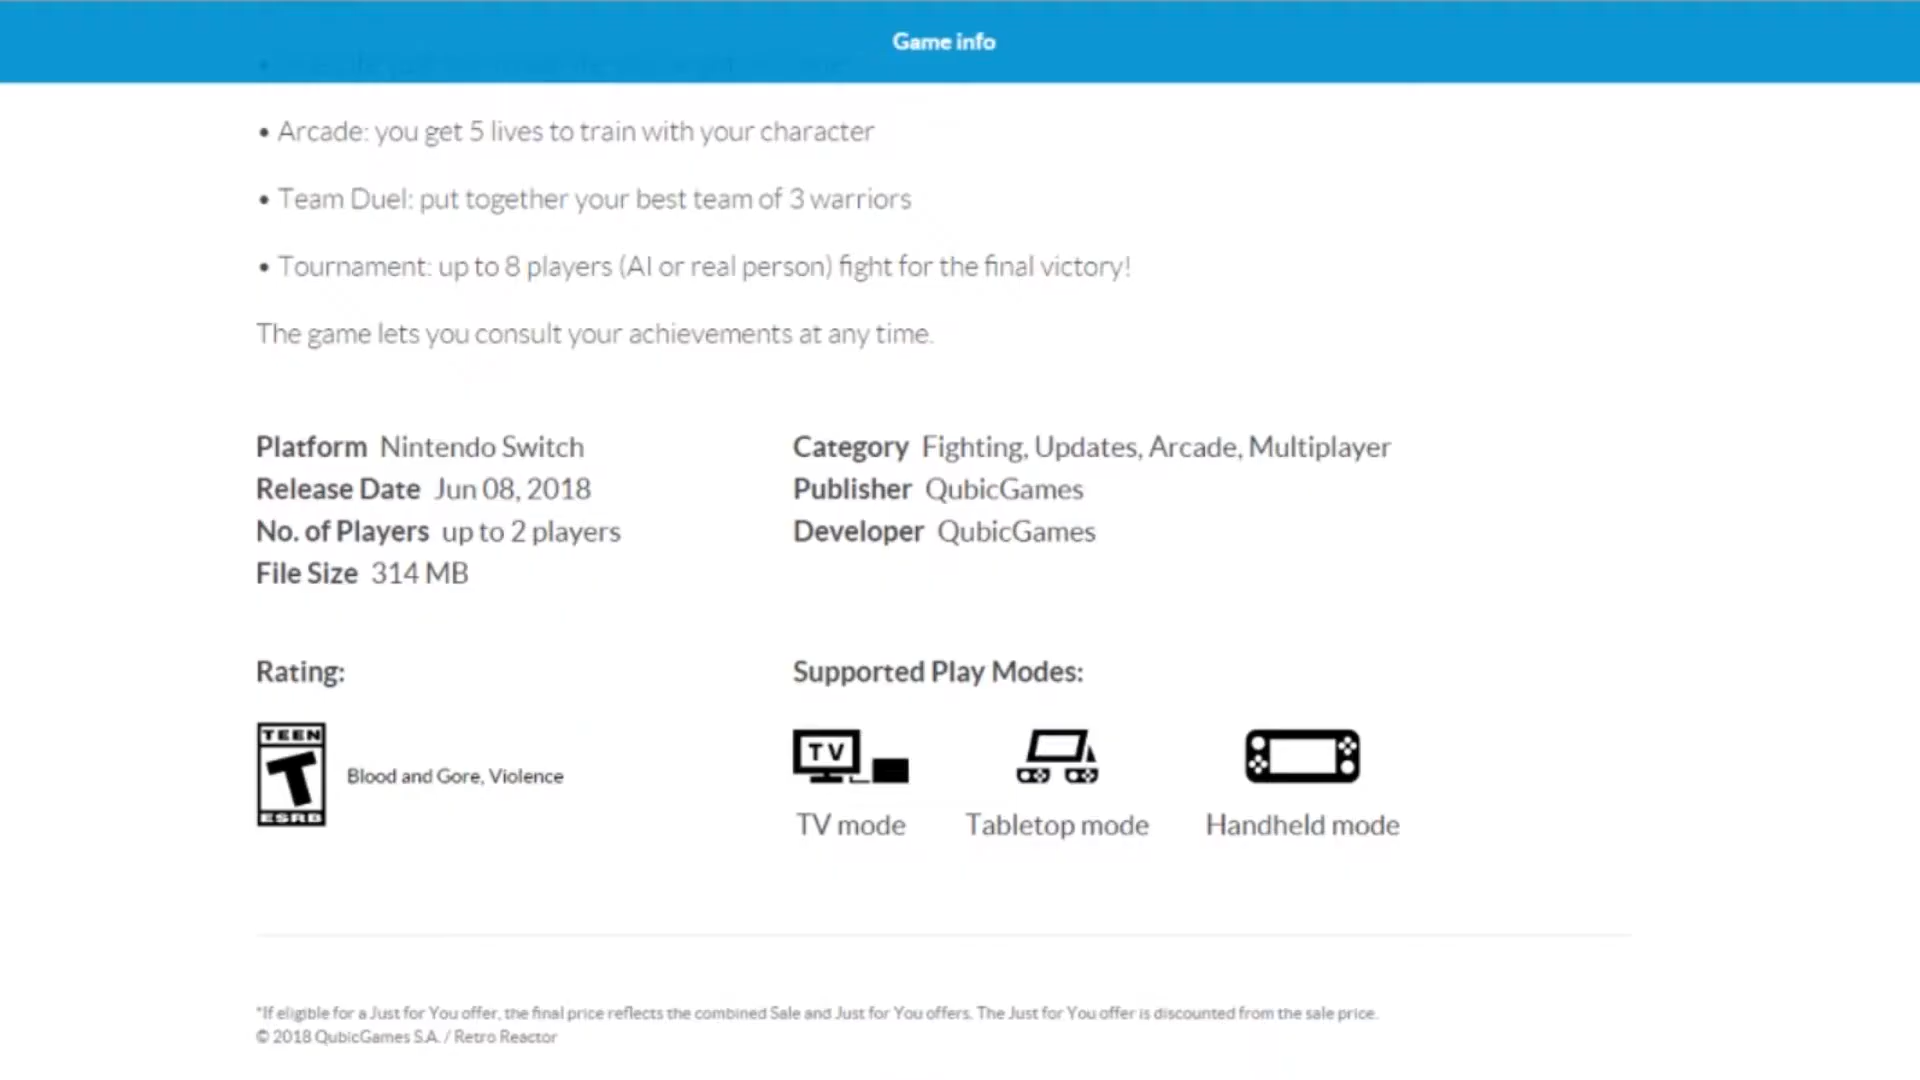 Game info
• Arcade: you get 5 lives to train with your character
• Team Duel: put together your best team of 3 warriors
• Tournament: up to 8 players (AI or real person) fight for the final victory!
The game lets you consult your achievements at any time.
Platform Nintendo Switch
Release Date Jun 08, 2018
No. of Players up to 2 players
File Size 314 MB
Category Fighting, Updates, Arcade, Multiplayer
Publisher QubicGames
Developer QubicGames
Rating:
TEEN
T
ESRB
Blood and Gore, Violence
Supported Play Modes:
TV
TV mode
Tabletop mode
Handheld mode
*If eligible for a Just for You offer, the final price reflects the combined Sale and Just for You offers. The Just for You offer is discounted from the sale price.
© 2018 QubicGames S.A. / Retro Reactor